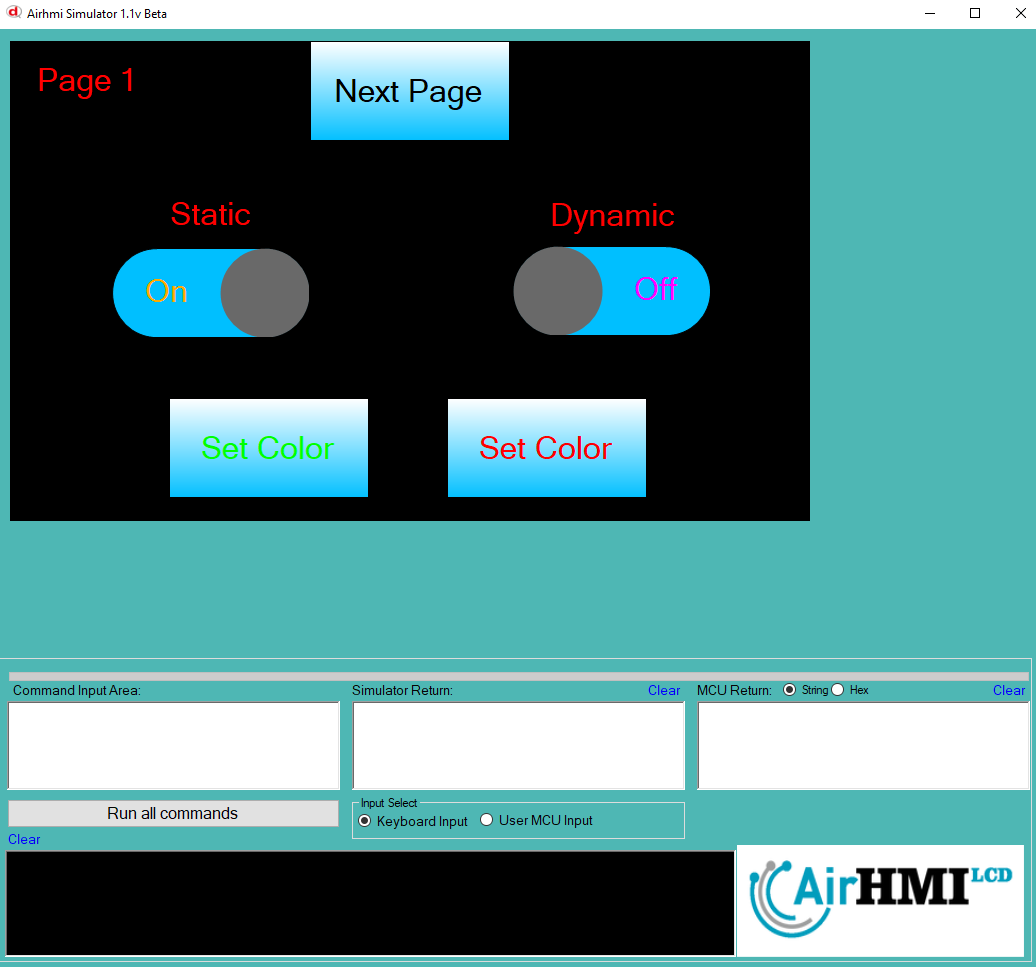 Airhmi Simulator 1.1v Beta
Page 1
Next Page
Static
Dynamic
On
Off
Set Color
Set Color
Command Input Area:
Simulator Return:
Clear
MCU Return:
String
Hex
Clear
Run all commands
Input Select
Keyboard Input
User MCU Input
Clear
AirHMI LCD